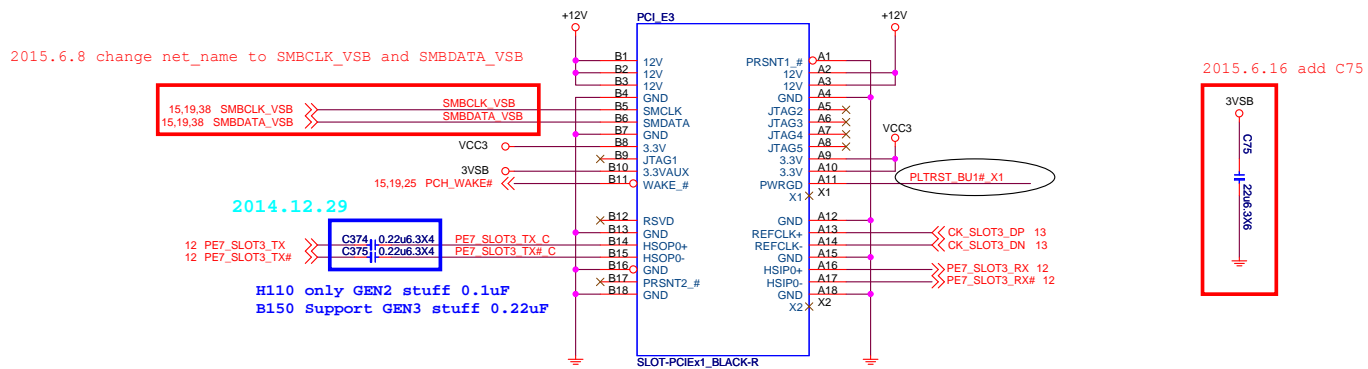 PCI_E3
+12V
+12V
2015.6.8 change net_name to SMBCLK_VSB and SMBDATA_VSB
2015.6.16 add C75
B1 12V
B2 12V
B3 12V
B4 GND
15,19,38 SMBCLK_VSB SMBCLK_VSB B5 SMCLK
15,19,38 SMBDATA_VSB SMBDATA_VSB B6 SMDATA
B7 GND
VCC3 B8 3.3V
B9 JTAG1
3VSB B10 3.3VAUX
15,19,25 PCH_WAKE# B11 WAKE_#
PRSNT1_# A1
12V A2
12V A3
GND A4
JTAG2 A5
JTAG3 A6
JTAG4 A7
JTAG5 A8
VCC3
3.3V A9
3.3V A10
PWRGD A11 PLTRST_BU1#_X1
X1 X1
3VSB
C75
22u6.3X6
2014.12.29
B12 RSVD
B13 GND
12 PE7_SLOT3_TX C374 0.22u6.3X4 PE7_SLOT3_TX_C B14 HSOP0+
12 PE7_SLOT3_TX# C375 0.22u6.3X4 PE7_SLOT3_TX#_C B15 HSOP0-
B16 GND
B17 PRSNT2_#
B18 GND
GND A12
REFCLK+ A13 CK_SLOT3_DP 13
REFCLK- A14 CK_SLOT3_DN 13
GND A15
HSIP0+ A16 PE7_SLOT3_RX 12
HSIP0- A17 PE7_SLOT3_RX# 12
GND A18
X2 X2
H110 only GEN2 stuff 0.1uF
B150 Support GEN3 stuff 0.22uF
SLOT-PCIEx1_BLACK-R